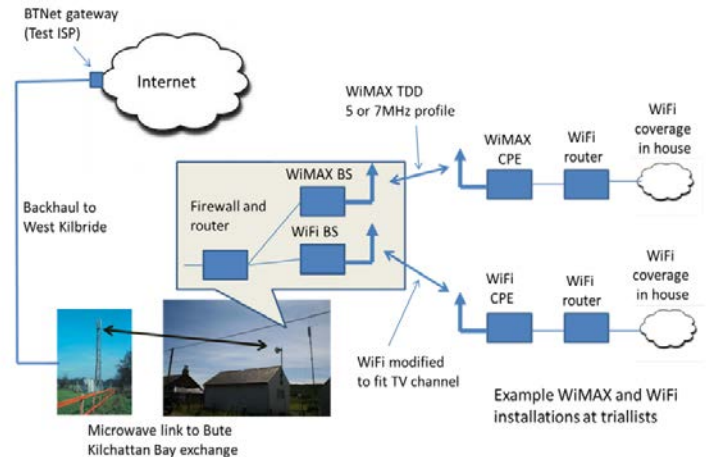 BTNet gateway
(Test ISP)
Internet
WiMAX TDD
5 or 7MHz profile
WiMAX
CPE
WiFi
router
WiFi
coverage
in house
WiMAX BS
Firewall and
router
WiFi BS
Backhaul to
West Kilbride
WiFi
CPE
WiFi
router
WiFi
coverage
in house
WiFi modified
to fit TV channel
Example WiMAX and WiFi
installations at triallists
Microwave link to Bute
Kilchattan Bay exchange